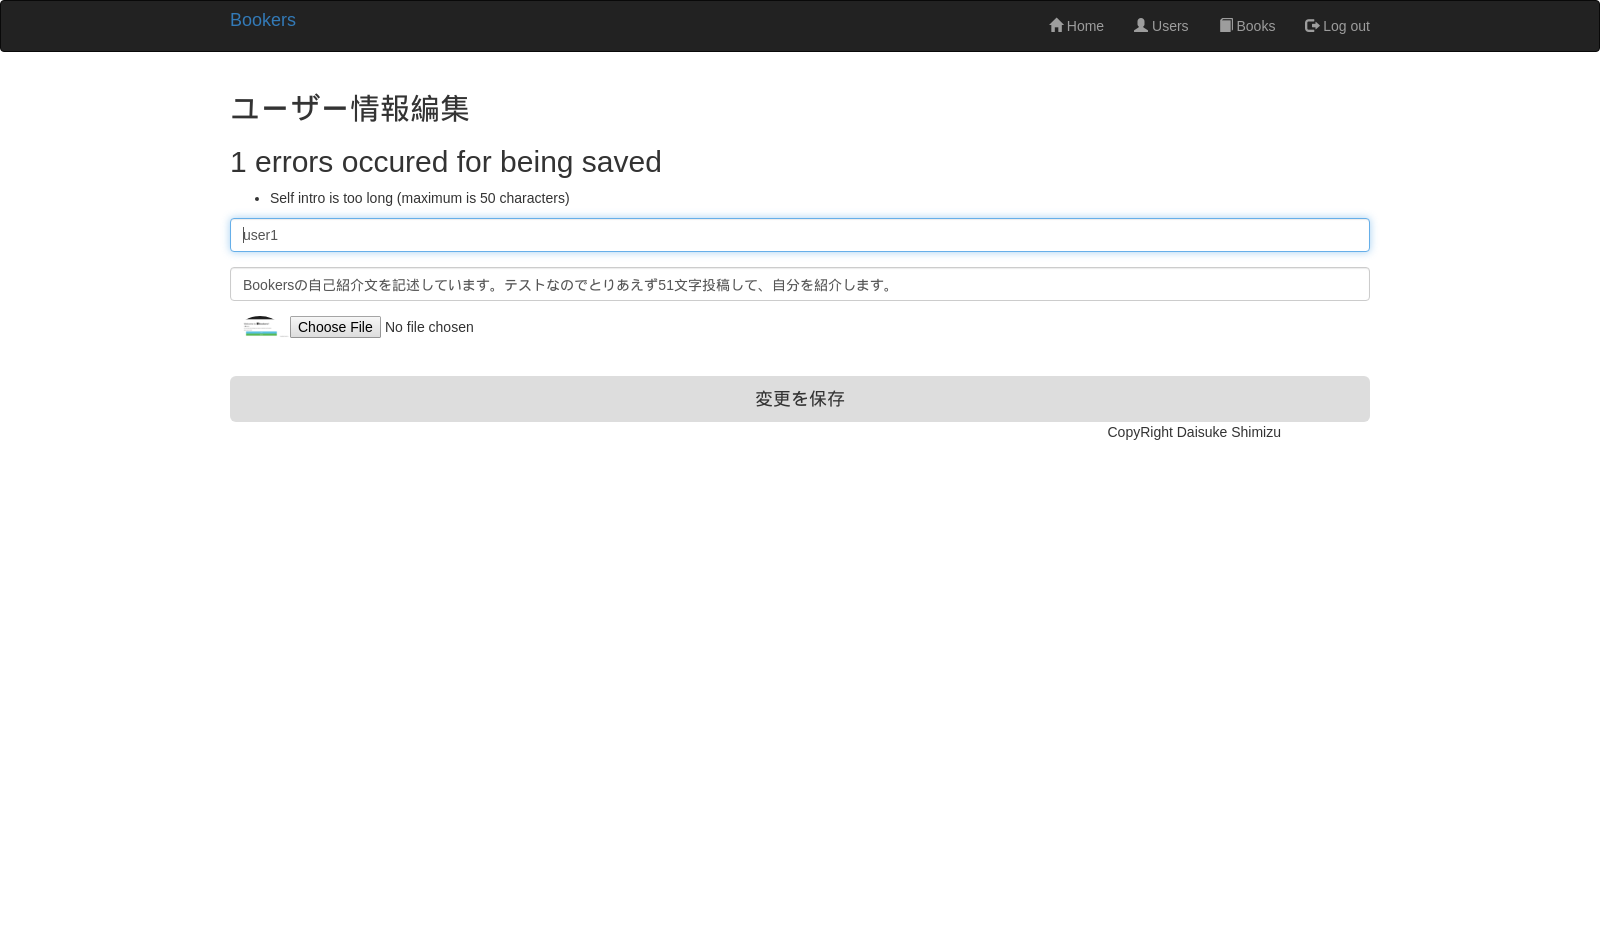 Bookers
Home
Users
Books
Log out
ユーザー情報編集
1 errors occured for being saved
Self intro is too long (maximum is 50 characters)
user1
Bookersの自己紹介文を記述しています。テストなのでとりあえず51文字投稿して、自分を紹介します。
Choose File No file chosen
変更を保存
CopyRight Daisuke Shimizu